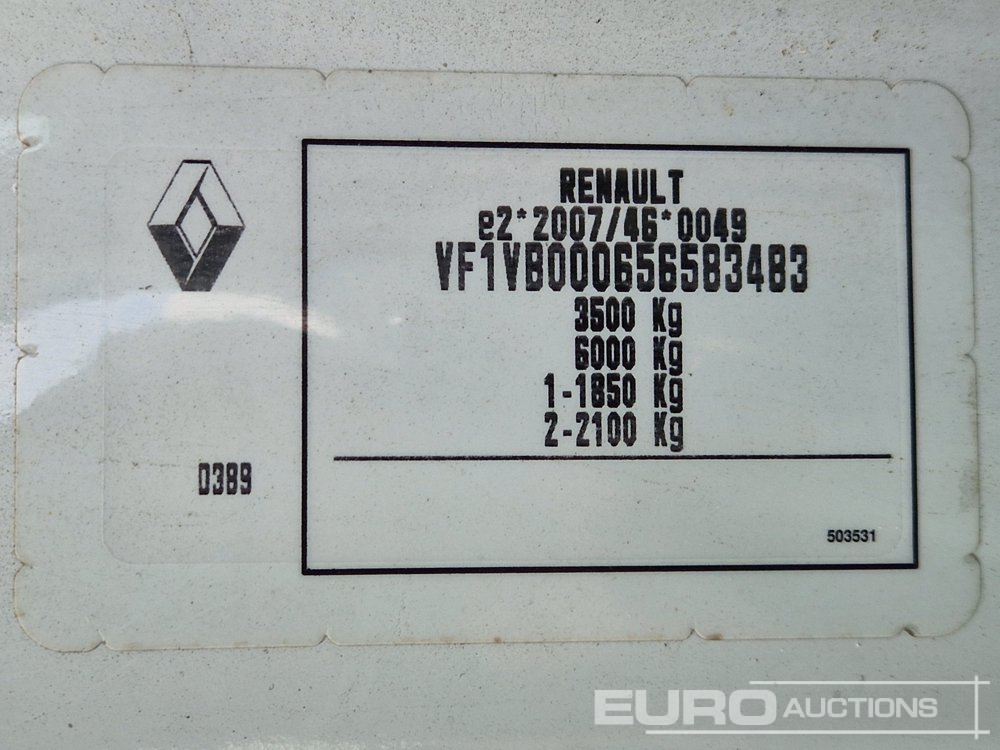 RENAULT
e2*2007/46*0049
VF1VB000656583483
3500 Kg
6000 Kg
1-1850 Kg
2-2100 Kg
D389
503531
EURO AUCTIONS